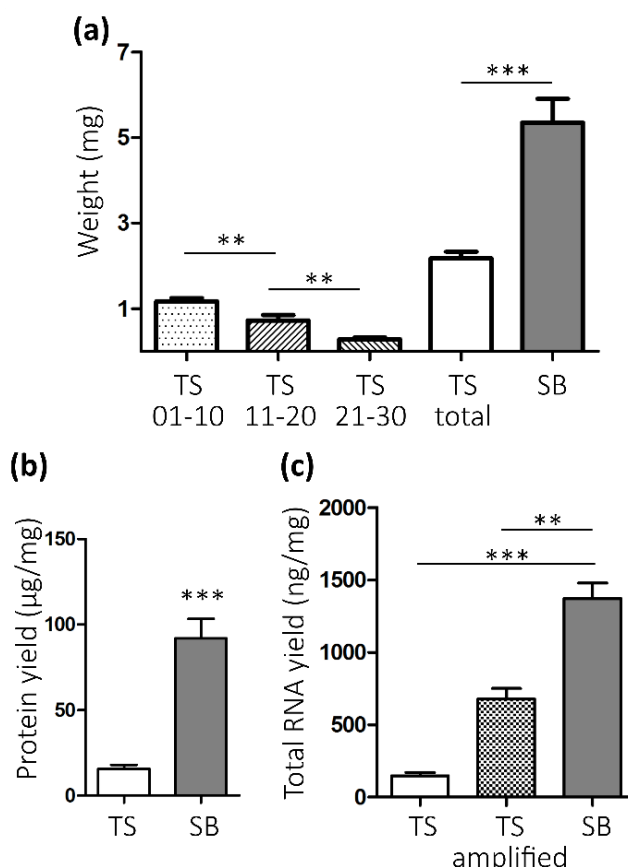 (a)
Weight (mg)
7
5
3
1
**
**
***
TS TS TS TS SB
01-10 11-20 21-30 total
(b)
Protein yield (µg/mg)
150
100
50
0
***
TS SB
(c)
Total RNA yield (ng/mg)
2000
1500
1000
500
0
**
***
TS TS SB
amplified